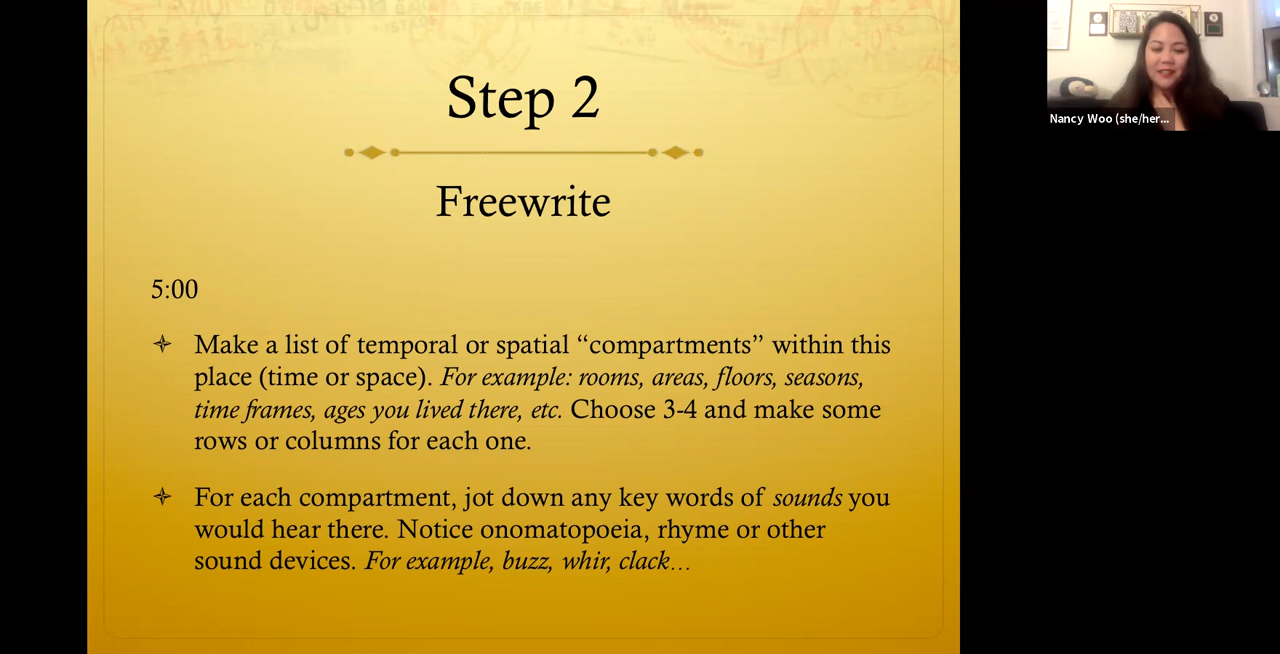 Step 2
Freewrite
5:00
Make a list of temporal or spatial “compartments” within this
place (time or space). For example: rooms, areas, floors, seasons,
time frames, ages you lived there, etc. Choose 3-4 and make some
rows or columns for each one.
For each compartment, jot down any key words of sounds you
would hear there. Notice onomatopoeia, rhyme or other
sound devices. For example, buzz, whir, clack…
Nancy Woo (she/her...